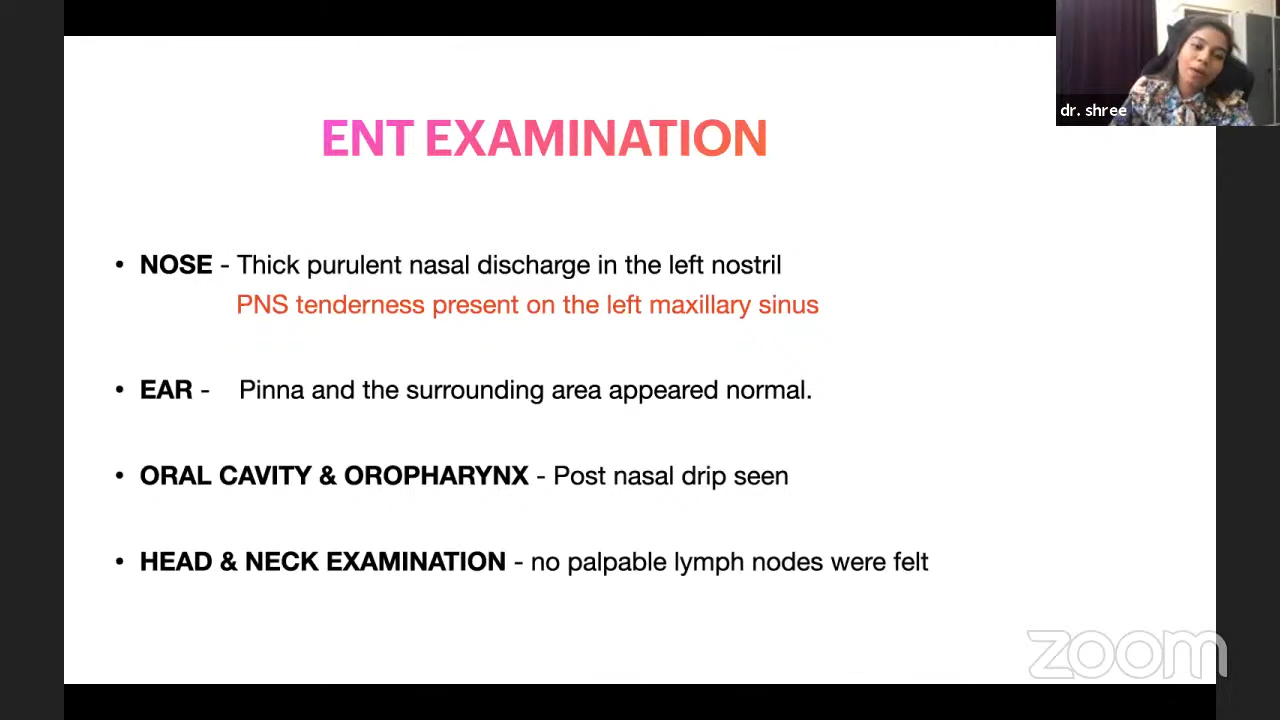 dr. shree
ENT EXAMINATION
• NOSE - Thick purulent nasal discharge in the left nostril
PNS tenderness present on the left maxillary sinus
• EAR - Pinna and the surrounding area appeared normal.
• ORAL CAVITY & OROPHARYNX - Post nasal drip seen
• HEAD & NECK EXAMINATION - no palpable lymph nodes were felt
zoom